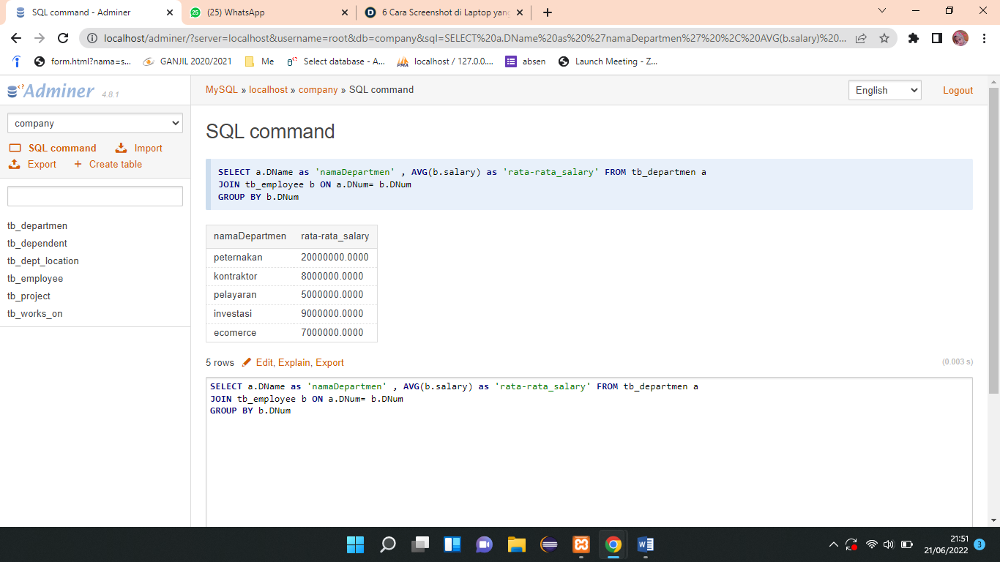 SQL command - Adminer
(25) WhatsApp
6 Cara Screenshot di Laptop yang
localhost/adminer/?server=localhost&username=root&db=company&sql=SELECT%20a.DName%20as%20%27namaDepartmen%27%20%2C%20AVG(b.salary)%20...
form.html?nama=s...
GANJIL 2020/2021
Me
Select database - A...
localhost / 127.0.0....
absen
Launch Meeting - Z...
Adminer 4.8.1
MySQL » localhost » company » SQL command
English
Logout
company
SQL command
Import
Export
Create table
tb_departmen
tb_dependent
tb_dept_location
tb_employee
tb_project
tb_works_on
SQL command
SELECT a.DName as 'namaDepartmen' , AVG(b.salary) as 'rata-rata_salary' FROM tb_departmen a
JOIN tb_employee b ON a.DNum= b.DNum
GROUP BY b.DNum
namaDepartmen rata-rata_salary
peternakan 20000000.0000
kontraktor 8000000.0000
pelayaran 5000000.0000
investasi 9000000.0000
ecomerce 7000000.0000
5 rows Edit, Explain, Export
(0.003 s)
SELECT a.DName as 'namaDepartmen' , AVG(b.salary) as 'rata-rata_salary' FROM tb_departmen a
JOIN tb_employee b ON a.DNum= b.DNum
GROUP BY b.DNum
21:51
21/06/2022
3